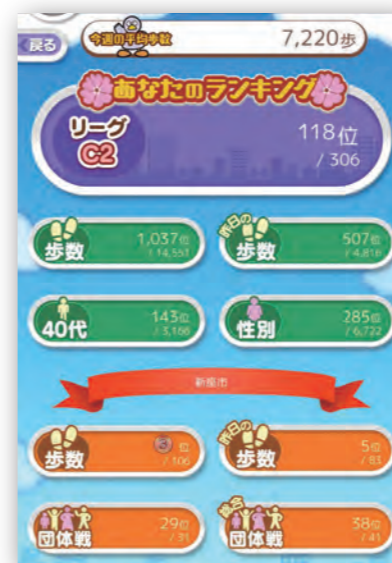 戻る
今週の平均歩数
7,220歩
あなたのランキング
リーグ
C2
118位
/ 306
歩数
1,037位
/ 14,551
昨日の
歩数
507位
/ 4,816
40代
143位
/ 3,166
性別
285位
/ 6,722
歩数
3 位
/ 106
昨日の
歩数
5位
/ 83
団体戦
29位
/ 31
総合
団体戦
38位
/ 41